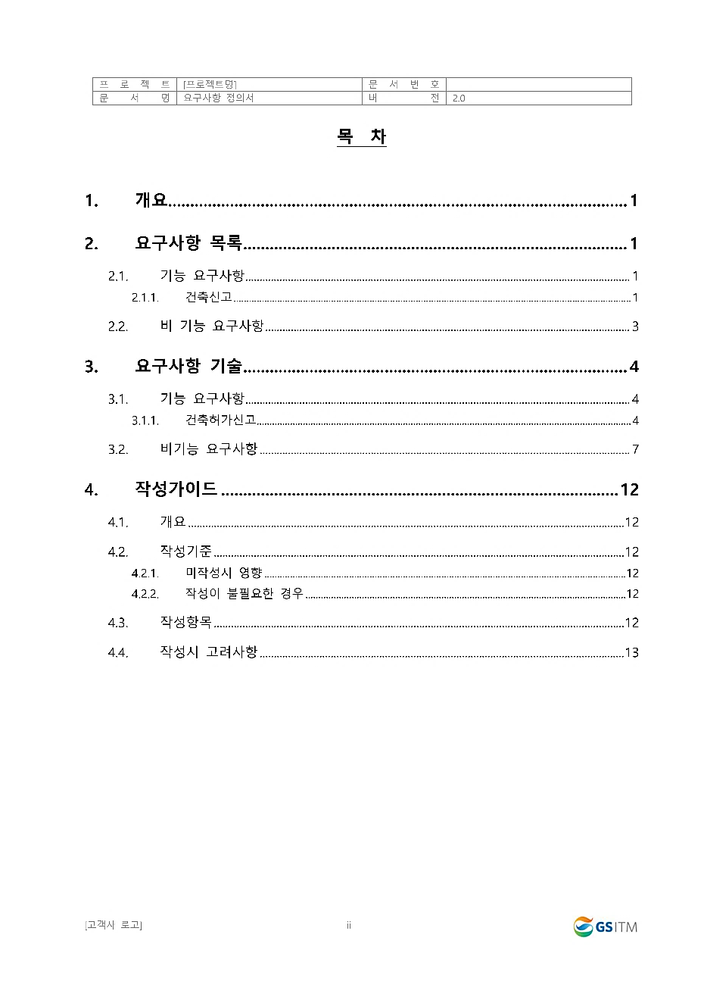 프 로 젝 트 [프로젝트명] 문 서 번 호
문 서 명 요구사항 정의서 버 전 2.0
목 차
1. 개요 1
2. 요구사항 목록 1
2.1. 기능 요구사항 1
2.1.1. 건축신고 1
2.2. 비 기능 요구사항 3
3. 요구사항 기술 4
3.1. 기능 요구사항 4
3.1.1. 건축허가신고 4
3.2. 비기능 요구사항 7
4. 작성가이드 12
4.1. 개요 12
4.2. 작성기준 12
4.2.1. 미작성시 영향 12
4.2.2. 작성이 불필요한 경우 12
4.3. 작성항목 12
4.4. 작성시 고려사항 13
[고객사 로고] ii GSITM